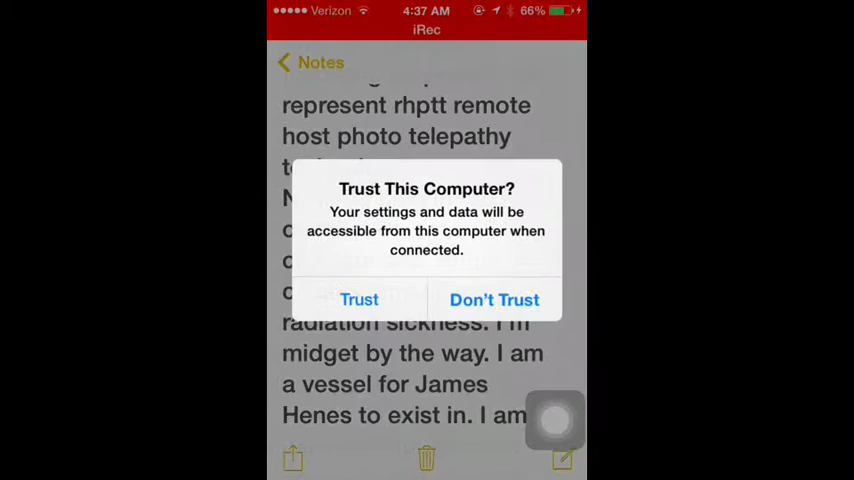 Verizon 4:37 AM 66%
iRec
Notes
represent rhptt remote
host photo telepathy
Trust This Computer?
Your settings and data will be
accessible from this computer when
connected.
Trust Don't Trust
radiation sickness. I'm
midget by the way. I am
a vessel for James
Henes to exist in. I am